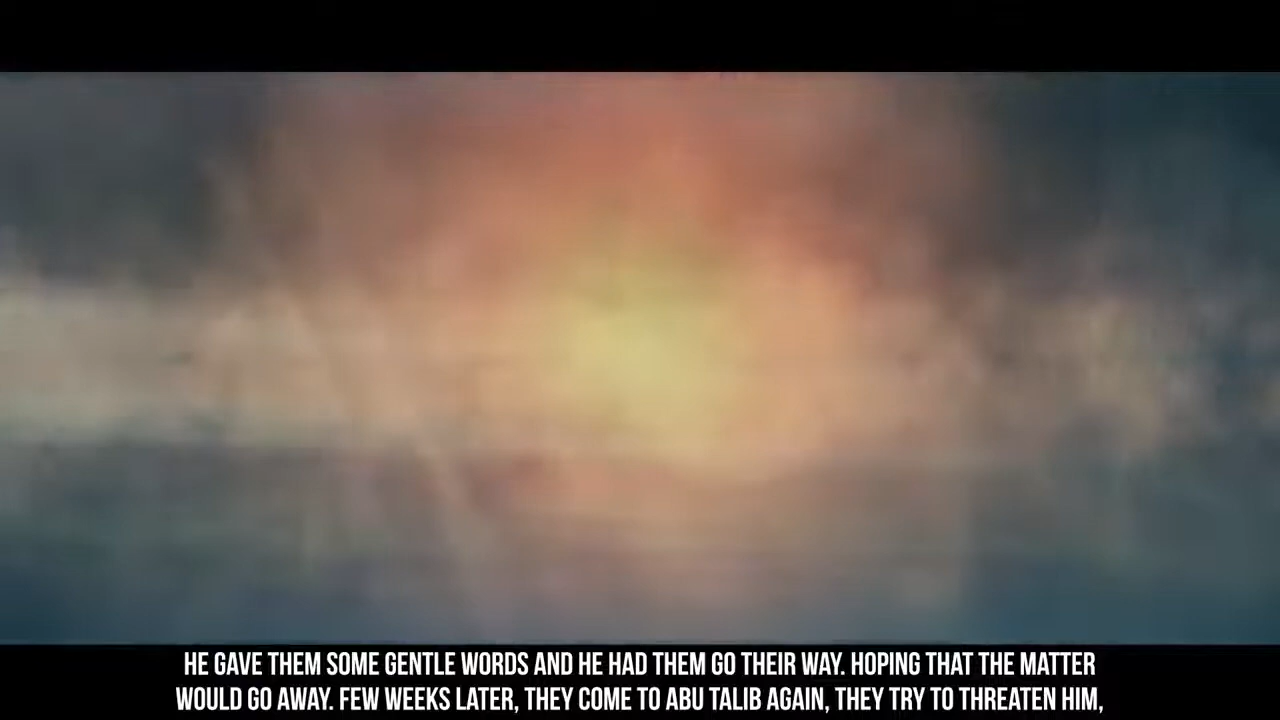 HE GAVE THEM SOME GENTLE WORDS AND HE HAD THEM GO THEIR WAY. HOPING THAT THE MATTER
WOULD GO AWAY. FEW WEEKS LATER, THEY COME TO ABU TALIB AGAIN, THEY TRY TO THREATEN HIM,